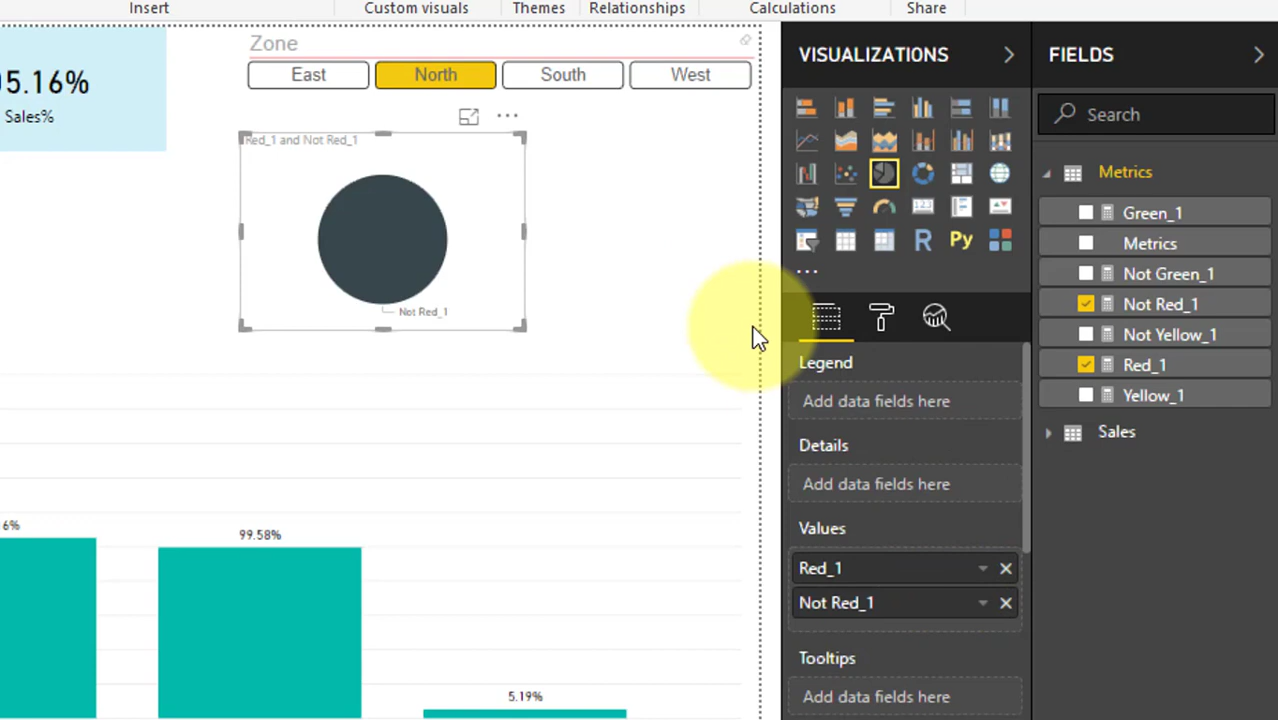 Insert
Custom visuals
Themes
Relationships
Calculations
Share
5.16%
Sales%
Zone
East
North
South
West
Red_1 and Not Red_1
Not Red_1
6%
99.58%
5.19%
VISUALIZATIONS
R
Py
123
Legend
Add data fields here
Details
Add data fields here
Values
Red_1
Not Red_1
Tooltips
Add data fields here
FIELDS
Search
Metrics
Green_1
Metrics
Not Green_1
Not Red_1
Not Yellow_1
Red_1
Yellow_1
Sales